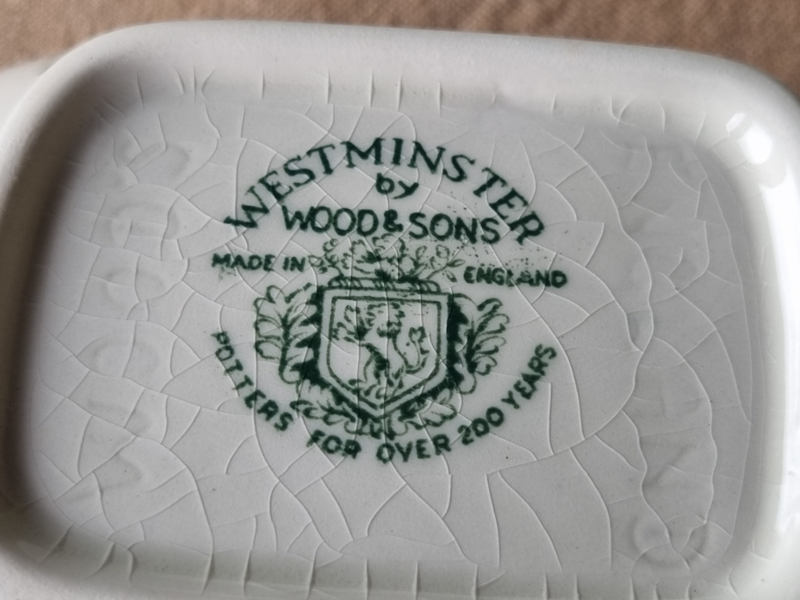 WESTMINSTER
by
WOOD & SONS
MADE IN ENGLAND
POTTERS FOR OVER 200 YEARS